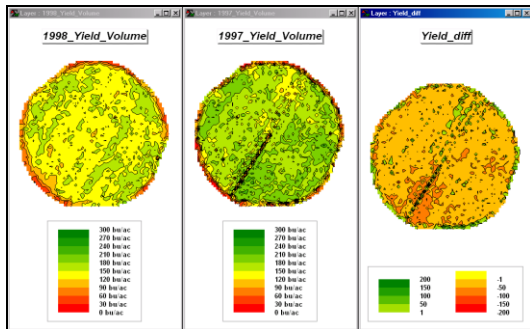 Layer : 1998_Yield_Volume
1998_Yield_Volume
300 bu/ac
270 bu/ac
240 bu/ac
210 bu/ac
180 bu/ac
150 bu/ac
120 bu/ac
90 bu/ac
60 bu/ac
30 bu/ac
0 bu/ac
Layer : 1997_Yield_Volume
1997_Yield_Volume
300 bu/ac
270 bu/ac
240 bu/ac
210 bu/ac
180 bu/ac
150 bu/ac
120 bu/ac
90 bu/ac
60 bu/ac
30 bu/ac
0 bu/ac
Layer : Yield_diff
Yield_diff
200
150
100
50
1
-1
-50
-100
-150
-200